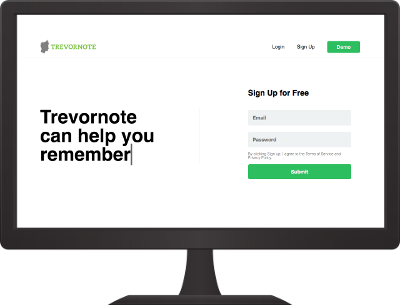 TREVORNOTE
Login Sign Up Demo
Sign Up for Free
Trevornote
can help you
remember
Email
Password
By clicking Sign up, I agree to the Terms of Service and
Privacy Policy.
Submit